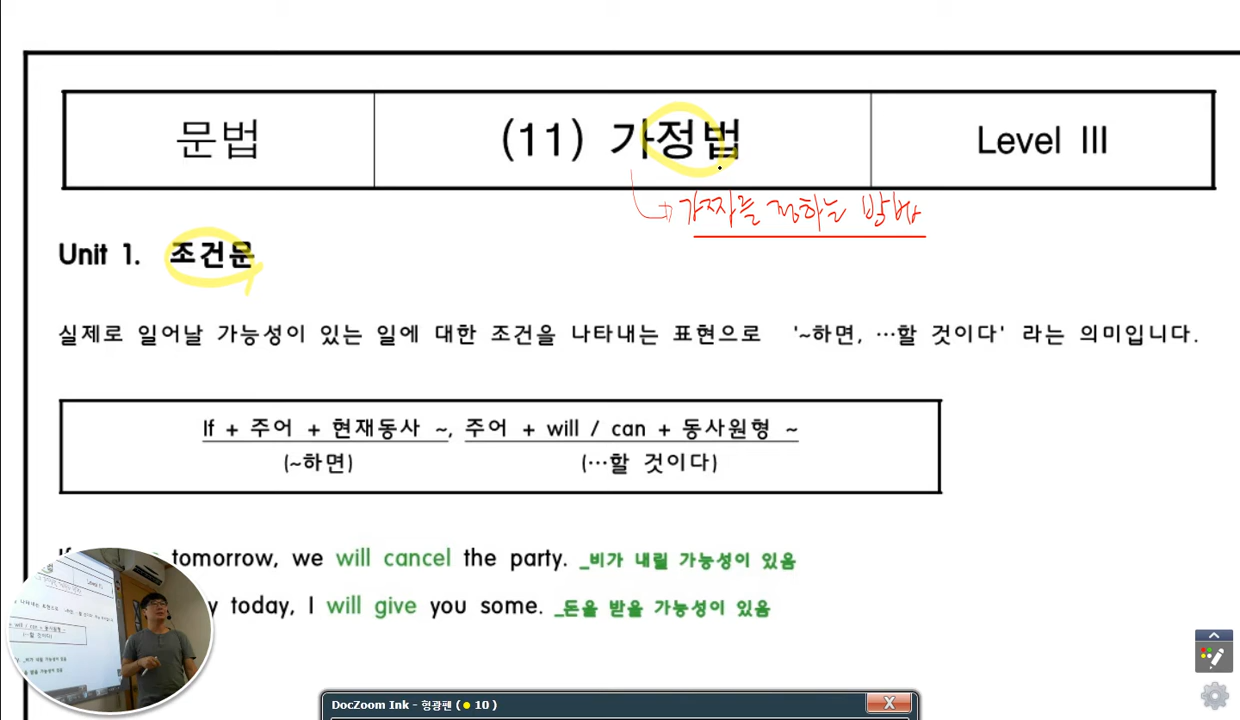 문법
(11) 가정법
Level III
가짜를 정하는 방법
Unit 1. 조건문
실제로 일어날 가능성이 있는 일에 대한 조건을 나타내는 표현으로 '~하면, …할 것이다' 라는 의미입니다.
If + 주어 + 현재동사 ~, 주어 + will / can + 동사원형 ~
(~하면) (…할 것이다)
tomorrow, we will cancel the party. _비가 내릴 가능성이 있음
today, I will give you some. _돈을 받을 가능성이 있음
DocZoom Ink - 형광펜 ( 10 )